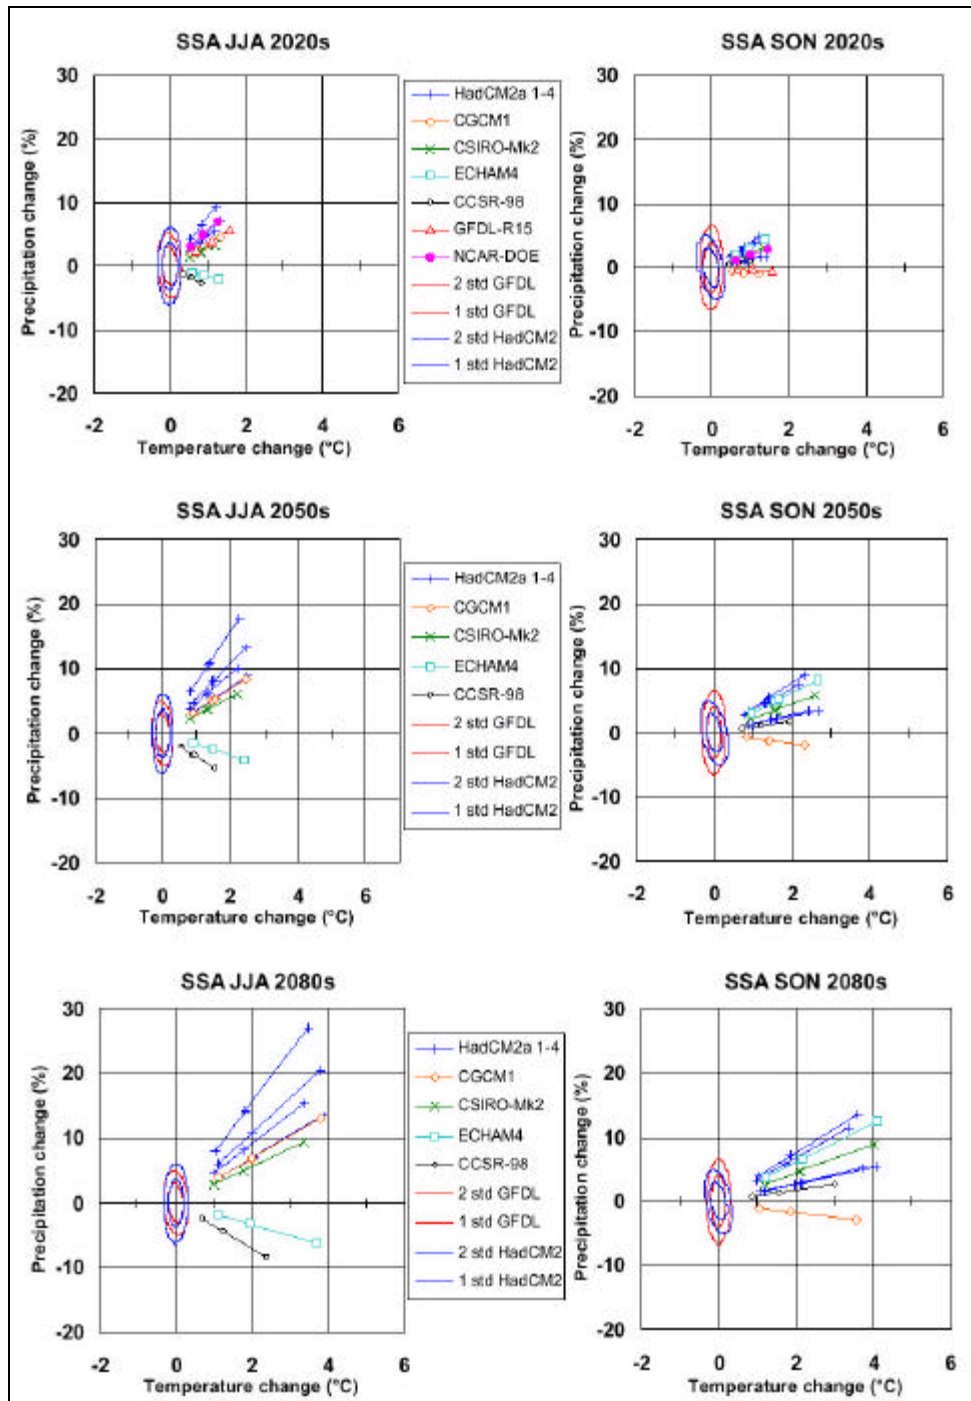 SSA JJA 2020s
Precipitation change (%)
30
20
10
0
-10
-20
-2 0 2 4 6
Temperature change (°C)
HadCM2a 1-4
CGCM1
CSIRO-Mk2
ECHAM4
CCSR-98
GFDL-R15
NCAR-DOE
2 std GFDL
1 std GFDL
2 std HadCM2
1 std HadCM2
SSA SON 2020s
Precipitation change (%)
30
20
10
0
-10
-20
-2 0 2 4 6
Temperature change (°C)
SSA JJA 2050s
Precipitation change (%)
30
20
10
0
-10
-20
-2 0 2 4 6
Temperature change (°C)
HadCM2a 1-4
CGCM1
CSIRO-Mk2
ECHAM4
CCSR-98
2 std GFDL
1 std GFDL
2 std HadCM2
1 std HadCM2
SSA SON 2050s
Precipitation change (%)
30
20
10
0
-10
-20
-2 0 2 4 6
Temperature change (°C)
SSA JJA 2080s
Precipitation change (%)
30
20
10
0
-10
-20
-2 0 2 4 6
Temperature change (°C)
HadCM2a 1-4
CGCM1
CSIRO-Mk2
ECHAM4
CCSR-98
2 std GFDL
1 std GFDL
2 std HadCM2
1 std HadCM2
SSA SON 2080s
Precipitation change (%)
30
20
10
0
-10
-20
-2 0 2 4 6
Temperature change (°C)